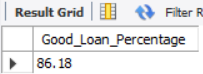 Result Grid Filter R
Good_Loan_Percentage
86.18